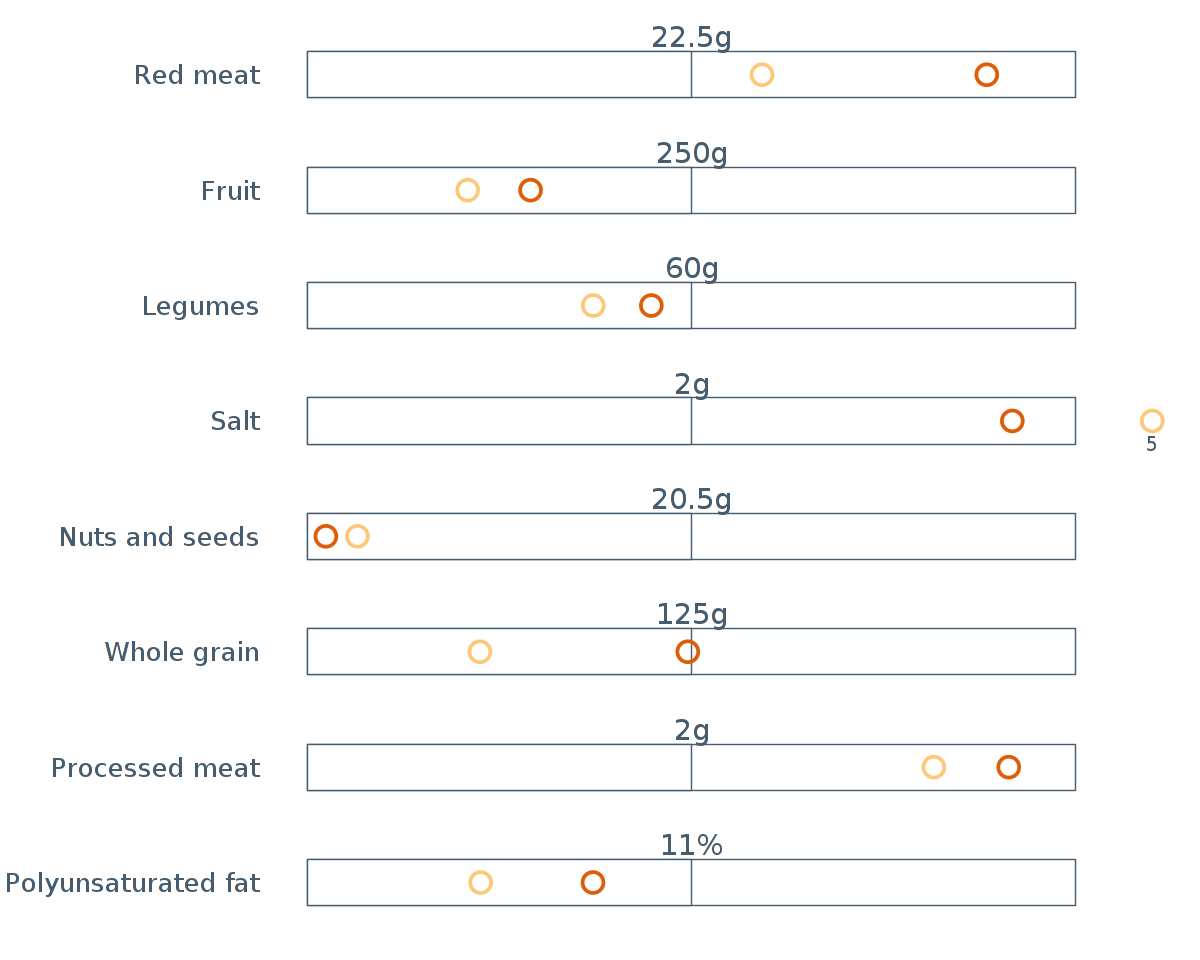 22.5g
Red meat
250g
Fruit
60g
Legumes
2g
Salt
5
20.5g
Nuts and seeds
125g
Whole grain
2g
Processed meat
11%
Polyunsaturated fat